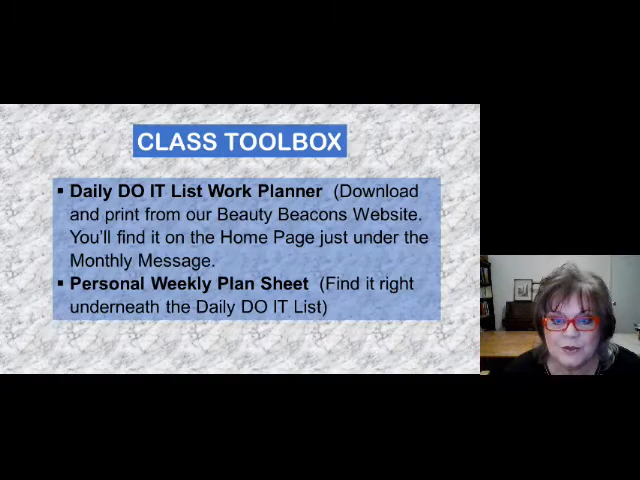 CLASS TOOLBOX
▪ Daily DO IT List Work Planner (Download
and print from our Beauty Beacons Website.
You'll find it on the Home Page just under the
Monthly Message.
▪ Personal Weekly Plan Sheet (Find it right
underneath the Daily DO IT List)